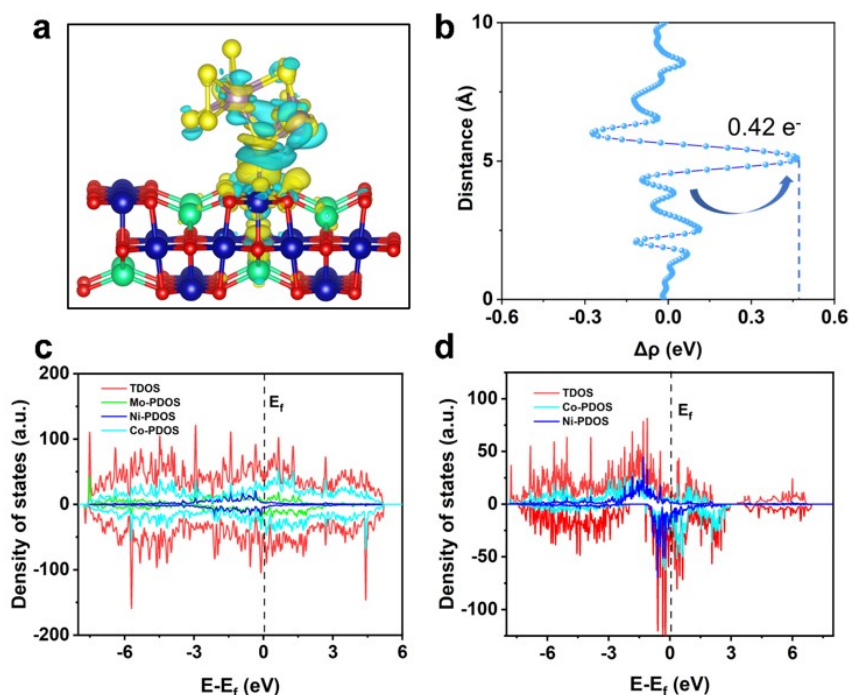 a
b
Disntance (Å)
10
5
0
0.42 e-
-0.6
-0.3
0.0
0.3
0.6
Δρ (eV)
c
Density of states (a.u.)
200
100
0
-100
-200
TDOS
Mo-PDOS
Ni-PDOS
Co-PDOS
Ef
-6
-3
0
3
6
E-Ef (eV)
d
Density of states (a.u.)
100
50
0
-50
-100
TDOS
Co-PDOS
Ni-PDOS
Ef
-6
-3
0
3
6
E-Ef (eV)